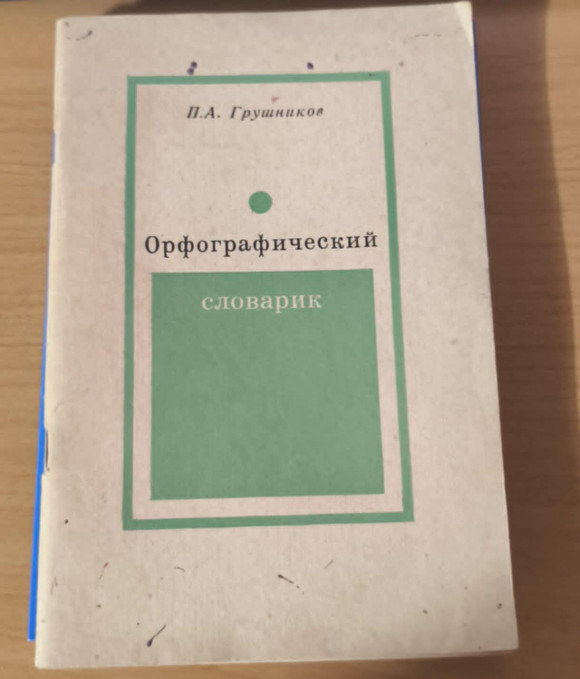 П.А. Грушников
Орфографический
словарик